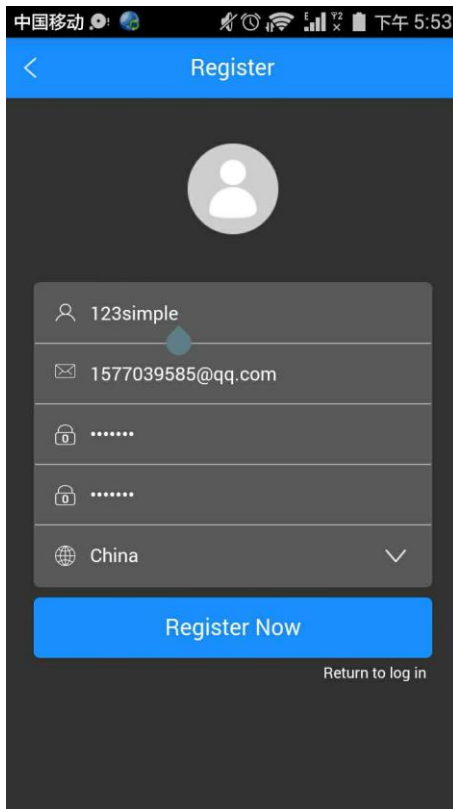 中国移动 下午 5:53
Register
123simple
1577039585@qq.com
•••••••
•••••••
China
Register Now
Return to log in